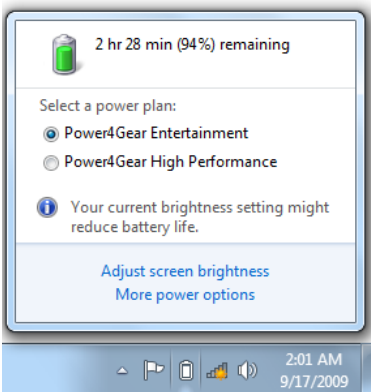 2 hr 28 min (94%) remaining
Select a power plan:
Power4Gear Entertainment
Power4Gear High Performance
Your current brightness setting might
reduce battery life.
Adjust screen brightness
More power options
2:01 AM
9/17/2009